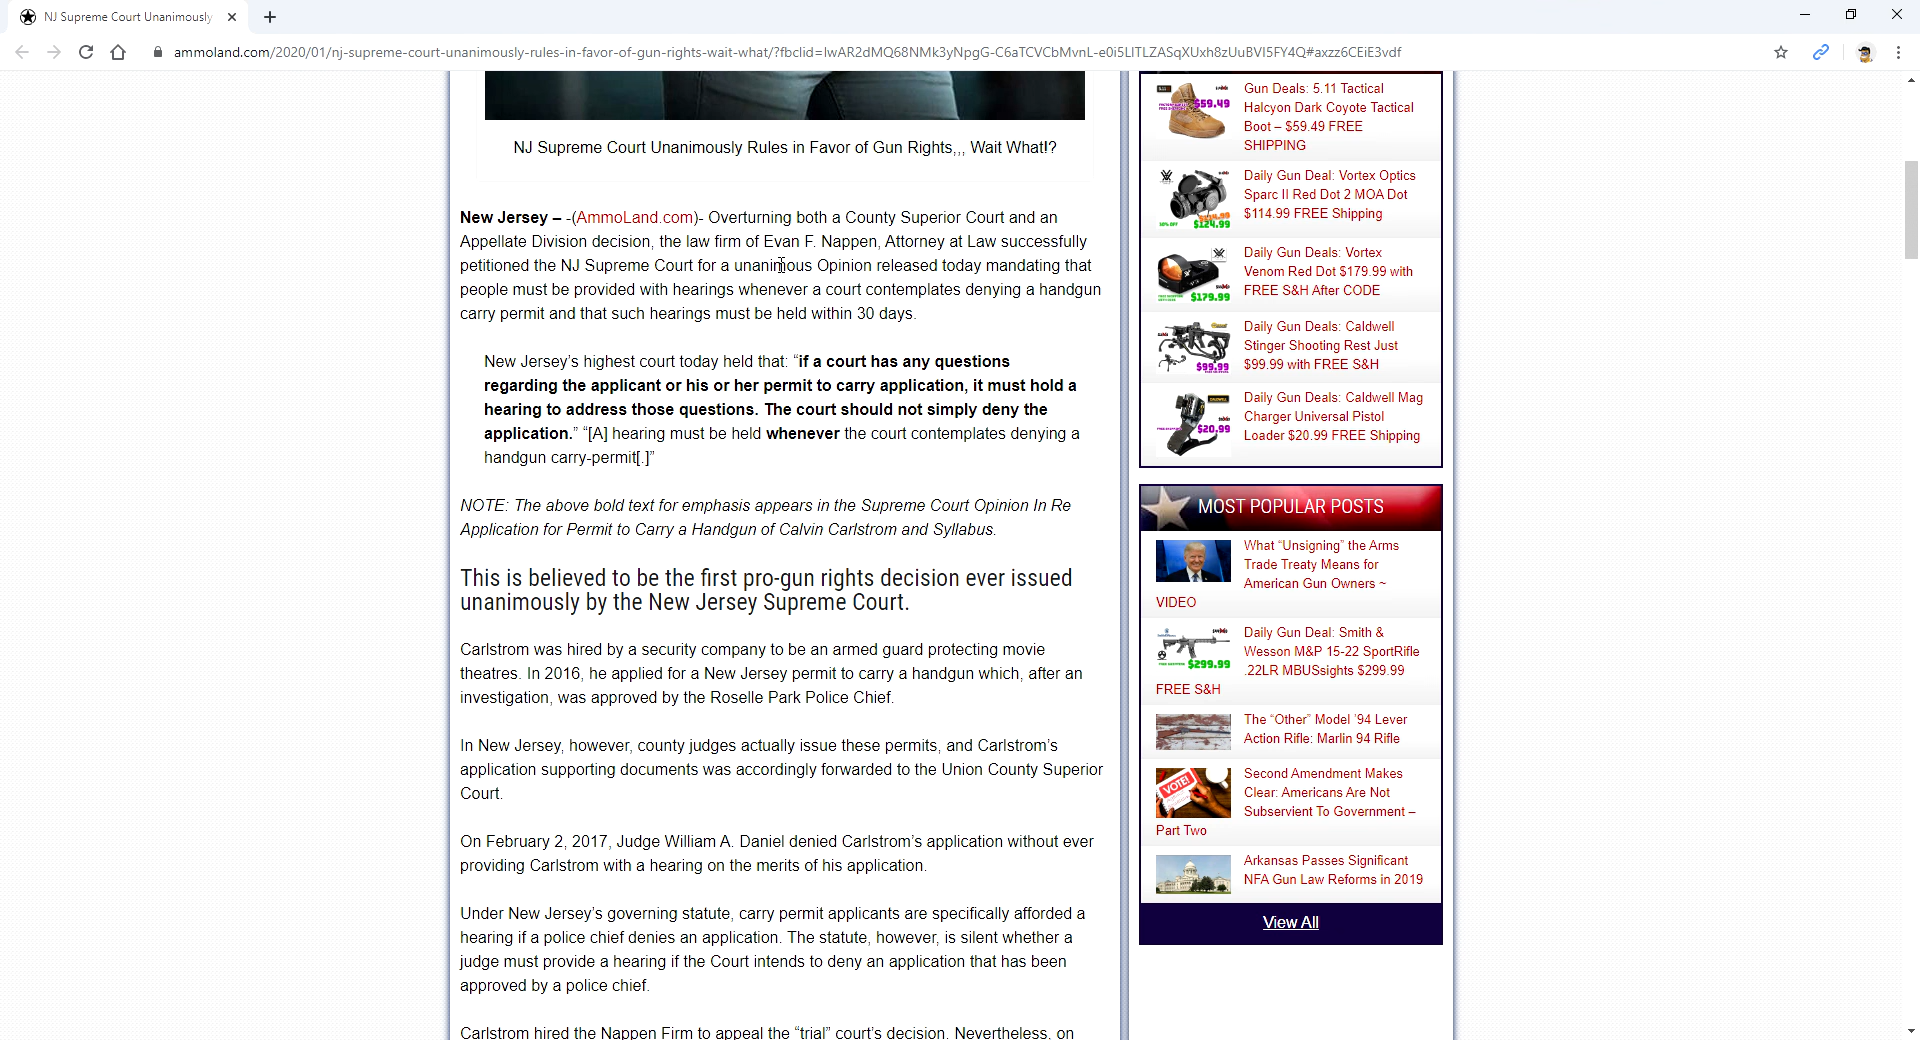 NJ Supreme Court Unanimously
ammoland.com/2020/01/nj-supreme-court-unanimously-rules-in-favor-of-gun-rights-wait-what/?fbclid=IwAR2dMQ68NMk3yNpgG-C6aTCVCbMvnL-e0i5LITLZASqXUxh8zUuBVI5FY4Q#axzz6CEiE3vdf
NJ Supreme Court Unanimously Rules in Favor of Gun Rights,,, Wait What!?
New Jersey – -(AmmoLand.com)- Overturning both a County Superior Court and an
Appellate Division decision, the law firm of Evan F. Nappen, Attorney at Law successfully
petitioned the NJ Supreme Court for a unanimous Opinion released today mandating that
people must be provided with hearings whenever a court contemplates denying a handgun
carry permit and that such hearings must be held within 30 days.
New Jersey’s highest court today held that: “if a court has any questions
regarding the applicant or his or her permit to carry application, it must hold a
hearing to address those questions. The court should not simply deny the
application.” “[A] hearing must be held whenever the court contemplates denying a
handgun carry-permit[.]”
NOTE: The above bold text for emphasis appears in the Supreme Court Opinion In Re
Application for Permit to Carry a Handgun of Calvin Carlstrom and Syllabus.
This is believed to be the first pro-gun rights decision ever issued
unanimously by the New Jersey Supreme Court.
Carlstrom was hired by a security company to be an armed guard protecting movie
theatres. In 2016, he applied for a New Jersey permit to carry a handgun which, after an
investigation, was approved by the Roselle Park Police Chief.
In New Jersey, however, county judges actually issue these permits, and Carlstrom’s
application supporting documents was accordingly forwarded to the Union County Superior
Court.
On February 2, 2017, Judge William A. Daniel denied Carlstrom’s application without ever
providing Carlstrom with a hearing on the merits of his application.
Under New Jersey’s governing statute, carry permit applicants are specifically afforded a
hearing if a police chief denies an application. The statute, however, is silent whether a
judge must provide a hearing if the Court intends to deny an application that has been
approved by a police chief.
Carlstrom hired the Nappen Firm to appeal the “trial” court’s decision. Nevertheless, on
$59.49
Gun Deals: 5.11 Tactical
Halcyon Dark Coyote Tactical
Boot – $59.49 FREE
SHIPPING
$124.99
Daily Gun Deal: Vortex Optics
Sparc II Red Dot 2 MOA Dot
$114.99 FREE Shipping
$179.99
Daily Gun Deals: Vortex
Venom Red Dot $179.99 with
FREE S&H After CODE
$99.99
Daily Gun Deals: Caldwell
Stinger Shooting Rest Just
$99.99 with FREE S&H
$20.99
Daily Gun Deals: Caldwell Mag
Charger Universal Pistol
Loader $20.99 FREE Shipping
MOST POPULAR POSTS
What “Unsigning” the Arms
Trade Treaty Means for
American Gun Owners ~
VIDEO
$299.99
Daily Gun Deal: Smith &
Wesson M&P 15-22 SportRifle
.22LR MBUSsights $299.99
FREE S&H
The “Other” Model ’94 Lever
Action Rifle: Marlin 94 Rifle
VOTE!
Second Amendment Makes
Clear: Americans Are Not
Subservient To Government –
Part Two
Arkansas Passes Significant
NFA Gun Law Reforms in 2019
View All